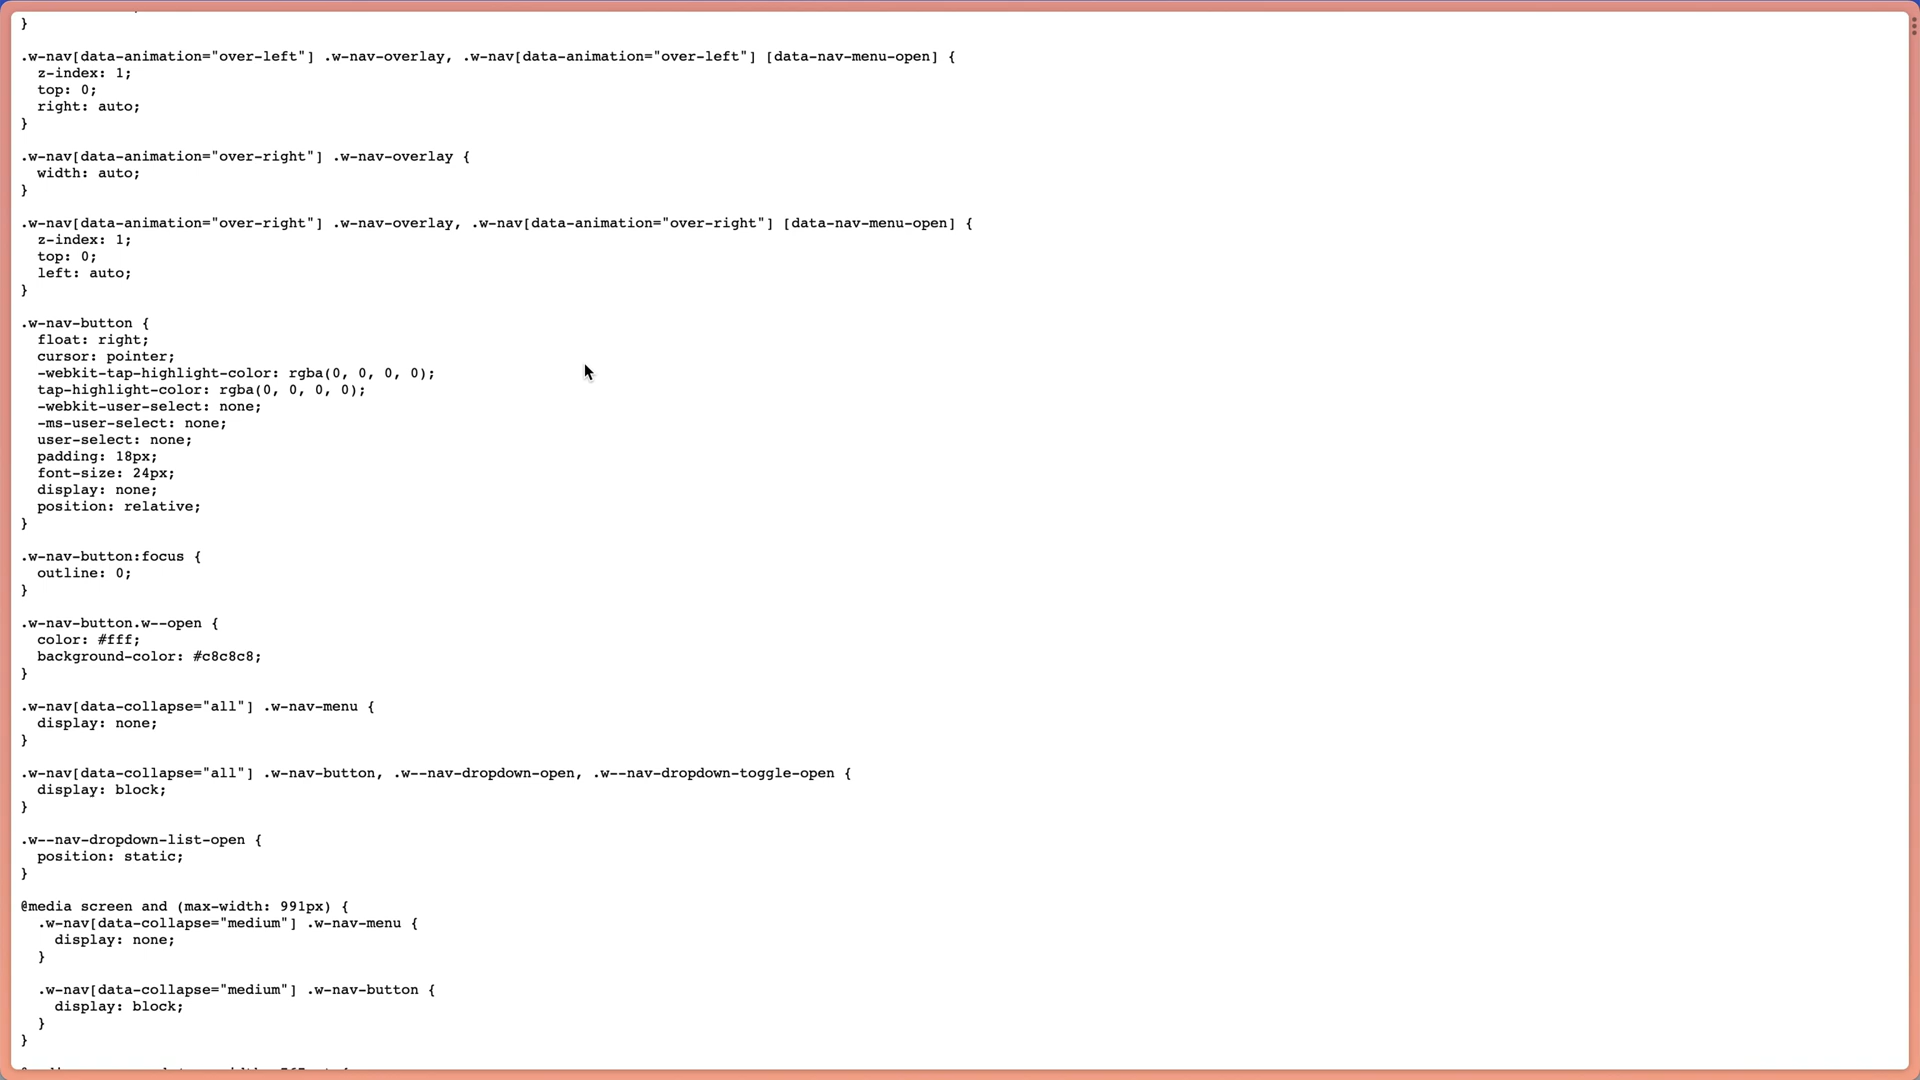 }

.w-nav[data-animation="over-left"] .w-nav-overlay, .w-nav[data-animation="over-left"] [data-nav-menu-open] {
  z-index: 1;
  top: 0;
  right: auto;
}

.w-nav[data-animation="over-right"] .w-nav-overlay {
  width: auto;
}

.w-nav[data-animation="over-right"] .w-nav-overlay, .w-nav[data-animation="over-right"] [data-nav-menu-open] {
  z-index: 1;
  top: 0;
  left: auto;
}

.w-nav-button {
  float: right;
  cursor: pointer;
  -webkit-tap-highlight-color: rgba(0, 0, 0, 0);
  tap-highlight-color: rgba(0, 0, 0, 0);
  -webkit-user-select: none;
  -ms-user-select: none;
  user-select: none;
  padding: 18px;
  font-size: 24px;
  display: none;
  position: relative;
}

.w-nav-button:focus {
  outline: 0;
}

.w-nav-button.w--open {
  color: #fff;
  background-color: #c8c8c8;
}

.w-nav[data-collapse="all"] .w-nav-menu {
  display: none;
}

.w-nav[data-collapse="all"] .w-nav-button, .w--nav-dropdown-open, .w--nav-dropdown-toggle-open {
  display: block;
}

.w--nav-dropdown-list-open {
  position: static;
}

@media screen and (max-width: 991px) {
  .w-nav[data-collapse="medium"] .w-nav-menu {
    display: none;
  }

  .w-nav[data-collapse="medium"] .w-nav-button {
    display: block;
  }
}